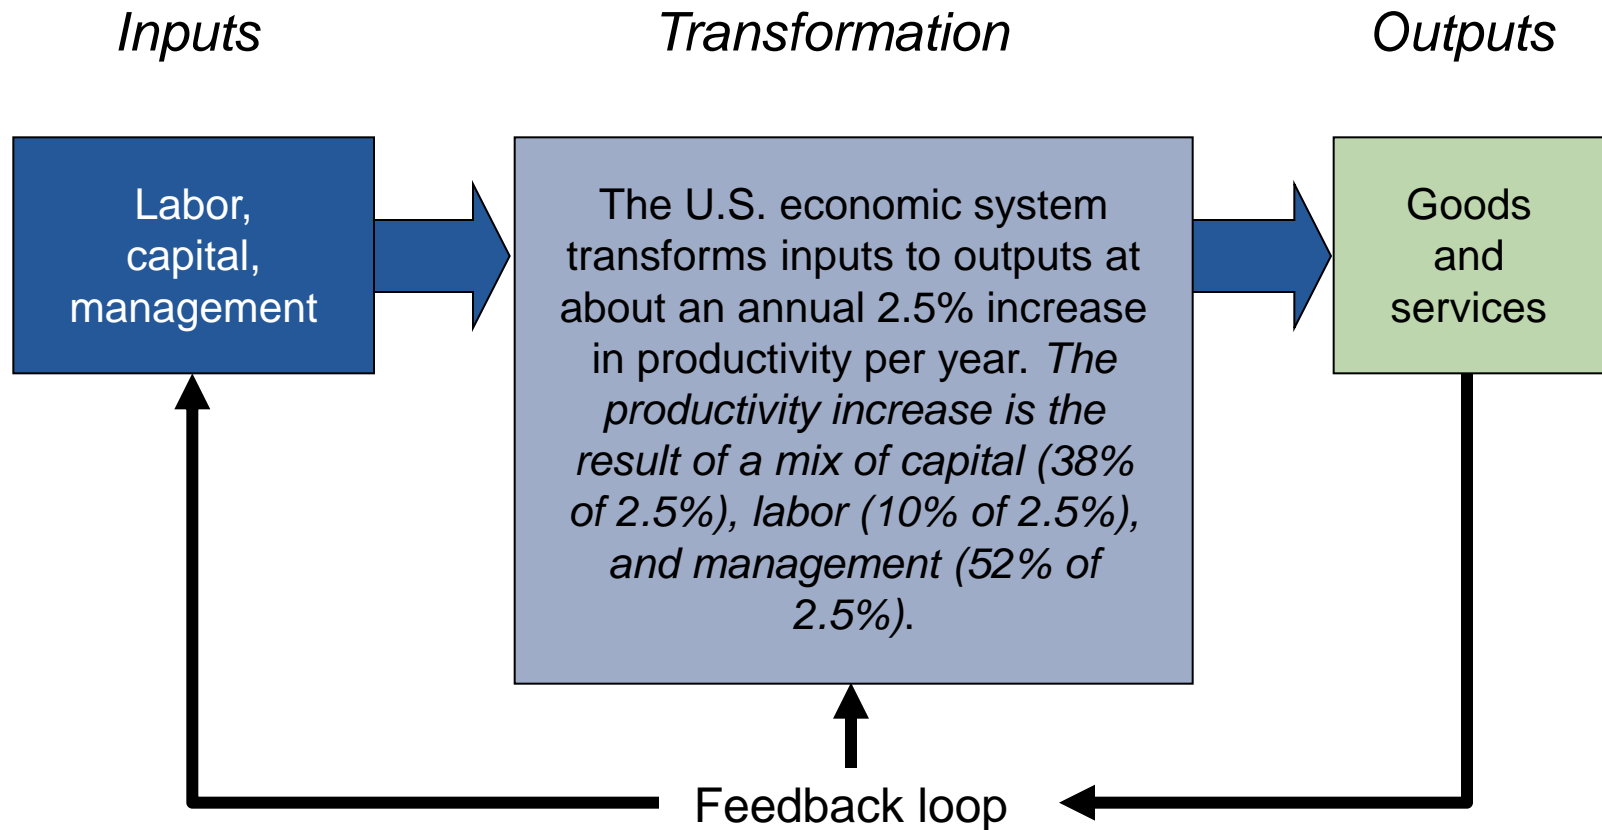 Inputs
Transformation
Outputs
Labor,
capital,
management
The U.S. economic system
transforms inputs to outputs at
about an annual 2.5% increase
in productivity per year. The
productivity increase is the
result of a mix of capital (38%
of 2.5%), labor (10% of 2.5%),
and management (52% of
2.5%).
Goods
and
services
Feedback loop